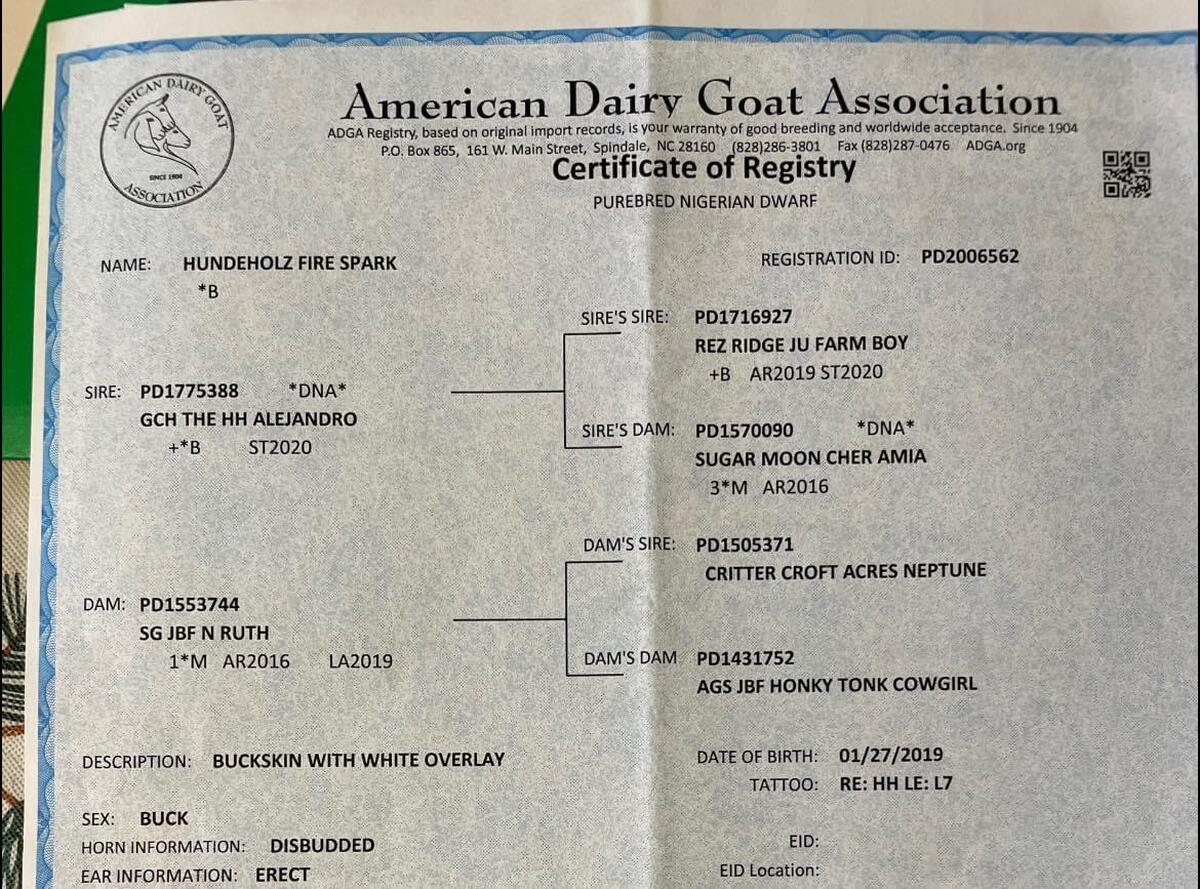 AMERICAN DAIRY GOAT
SINCE 1904
ASSOCIATION
American Dairy Goat Association
ADGA Registry, based on original import records, is your warranty of good breeding and worldwide acceptance. Since 1904
P.O. Box 865, 161 W. Main Street, Spindale, NC 28160 (828)286-3801 Fax (828)287-0476 ADGA.org
Certificate of Registry
PUREBRED NIGERIAN DWARF
NAME: HUNDEHOLZ FIRE SPARK
*B
REGISTRATION ID: PD2006562
SIRE'S SIRE: PD1716927
REZ RIDGE JU FARM BOY
+B AR2019 ST2020
SIRE: PD1775388 *DNA*
GCH THE HH ALEJANDRO
+*B ST2020
SIRE'S DAM: PD1570090 *DNA*
SUGAR MOON CHER AMIA
3*M AR2016
DAM'S SIRE: PD1505371
CRITTER CROFT ACRES NEPTUNE
DAM: PD1553744
SG JBF N RUTH
1*M AR2016 LA2019
DAM'S DAM PD1431752
AGS JBF HONKY TONK COWGIRL
DESCRIPTION: BUCKSKIN WITH WHITE OVERLAY
DATE OF BIRTH: 01/27/2019
TATTOO: RE: HH LE: L7
SEX: BUCK
HORN INFORMATION: DISBUDDED
EAR INFORMATION: ERECT
EID:
EID Location: